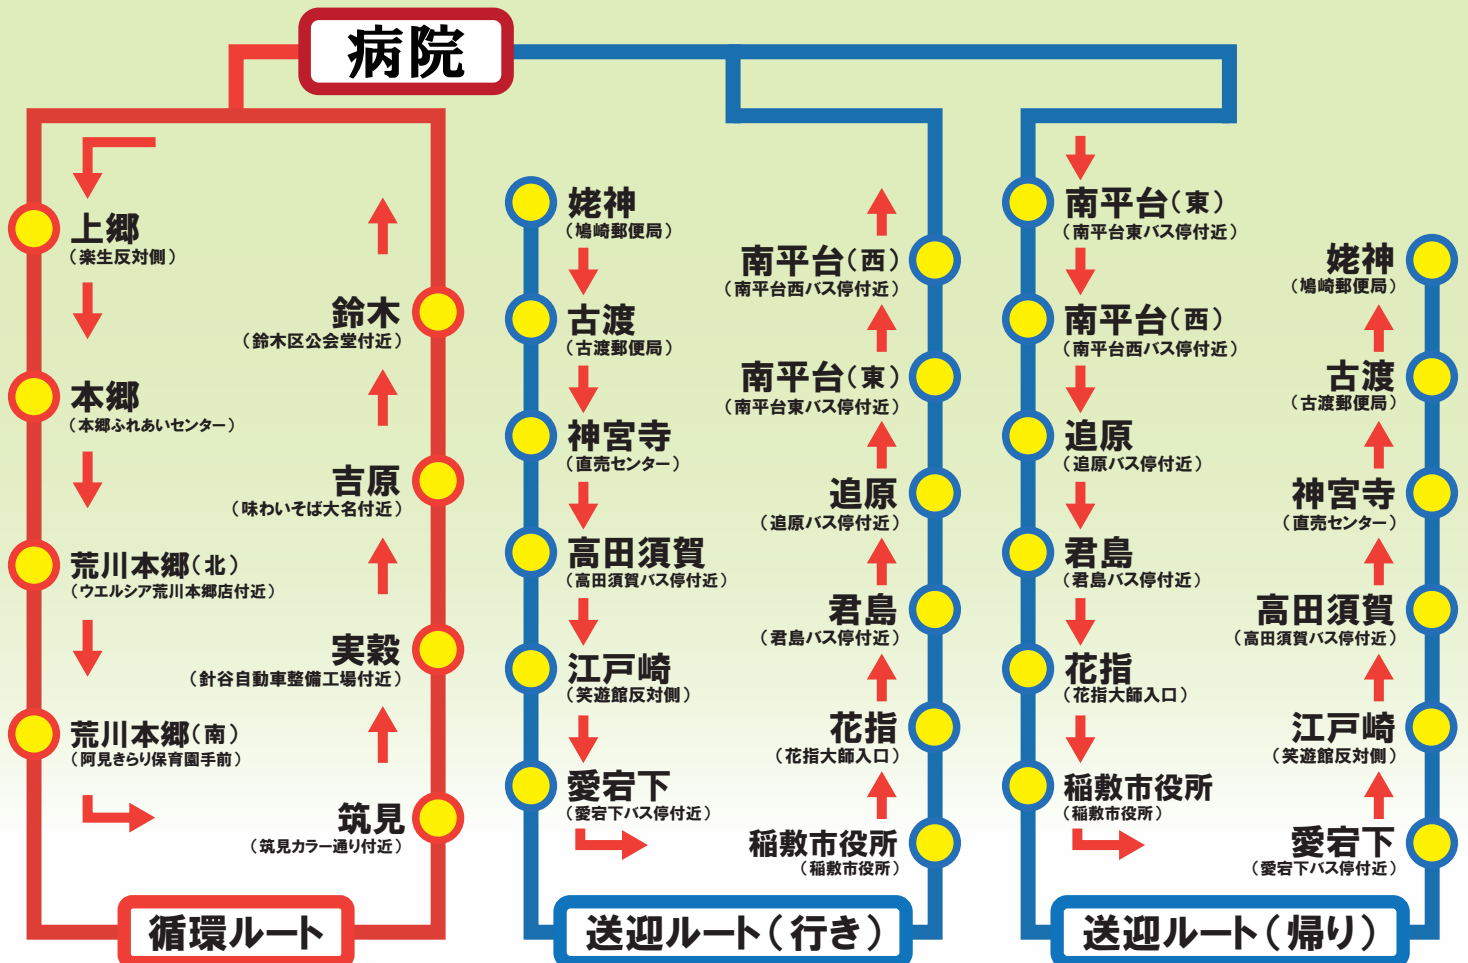 病院
上郷
（楽生反対側）
本郷
（本郷ふれあいセンター）
荒川本郷（北）
（ウエルシア荒川本郷店付近）
荒川本郷（南）
（阿見きらり保育園手前）
筑見
（筑見カラー通り付近）
実穀
（針谷自動車整備工場付近）
吉原
（味わいそば大名付近）
鈴木
（鈴木区公会堂付近）
循環ルート
姥神
（鳩崎郵便局）
古渡
（古渡郵便局）
神宮寺
（直売センター）
高田須賀
（高田須賀バス停付近）
江戸崎
（笑遊館反対側）
愛宕下
（愛宕下バス停付近）
稲敷市役所
（稲敷市役所）
花指
（花指大師入口）
君島
（君島バス停付近）
追原
（追原バス停付近）
南平台（東）
（南平台東バス停付近）
南平台（西）
（南平台西バス停付近）
送迎ルート（行き）
南平台（東）
（南平台東バス停付近）
南平台（西）
（南平台西バス停付近）
追原
（追原バス停付近）
君島
（君島バス停付近）
花指
（花指大師入口）
稲敷市役所
（稲敷市役所）
愛宕下
（愛宕下バス停付近）
江戸崎
（笑遊館反対側）
高田須賀
（高田須賀バス停付近）
神宮寺
（直売センター）
古渡
（古渡郵便局）
姥神
（鳩崎郵便局）
送迎ルート（帰り）